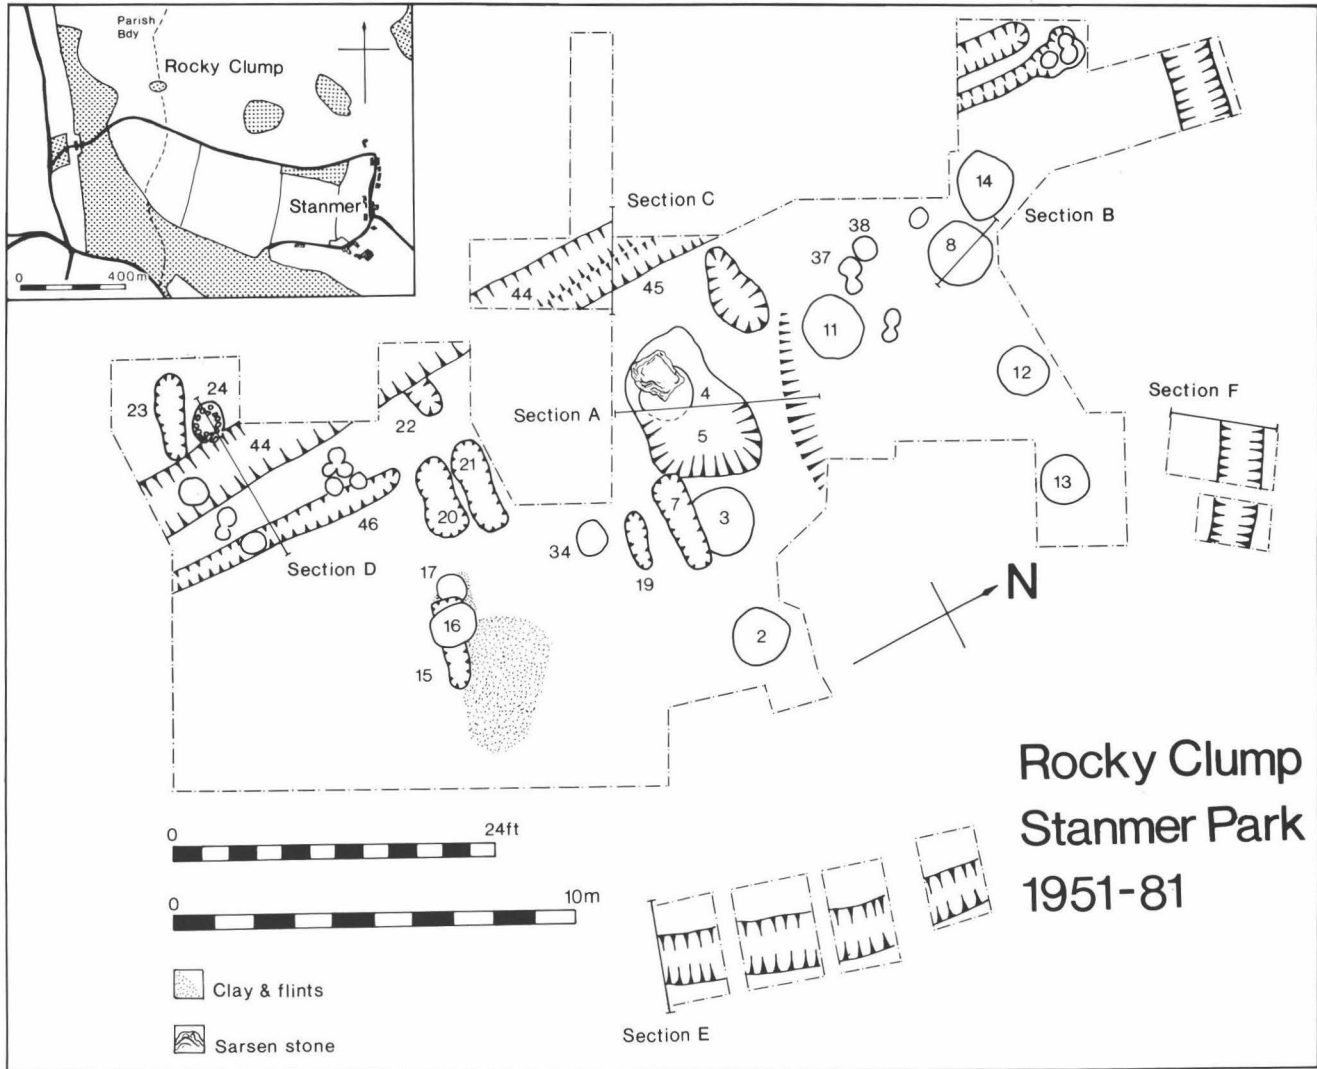 Parish
Bdy
Rocky Clump
Stanmer
0 400m
Section C
14
Section B
38
8
37
44 45
11
12
24
4
Section F
23
22
Section A
44
5
21
13
20
7
3
46
34
Section D
19
N
17
16
2
15
Rocky Clump
Stanmer Park
1951-81
0 24ft
0 10m
Clay & flints
Section E
Sarsen stone